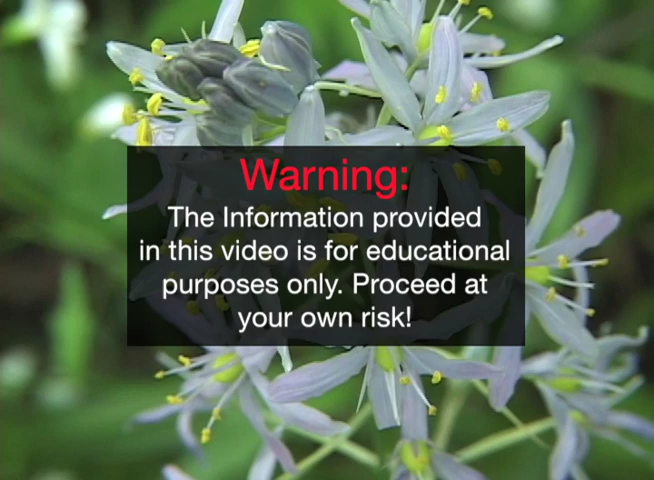 Warning:
The Information provided
in this video is for educational
purposes only. Proceed at
your own risk!